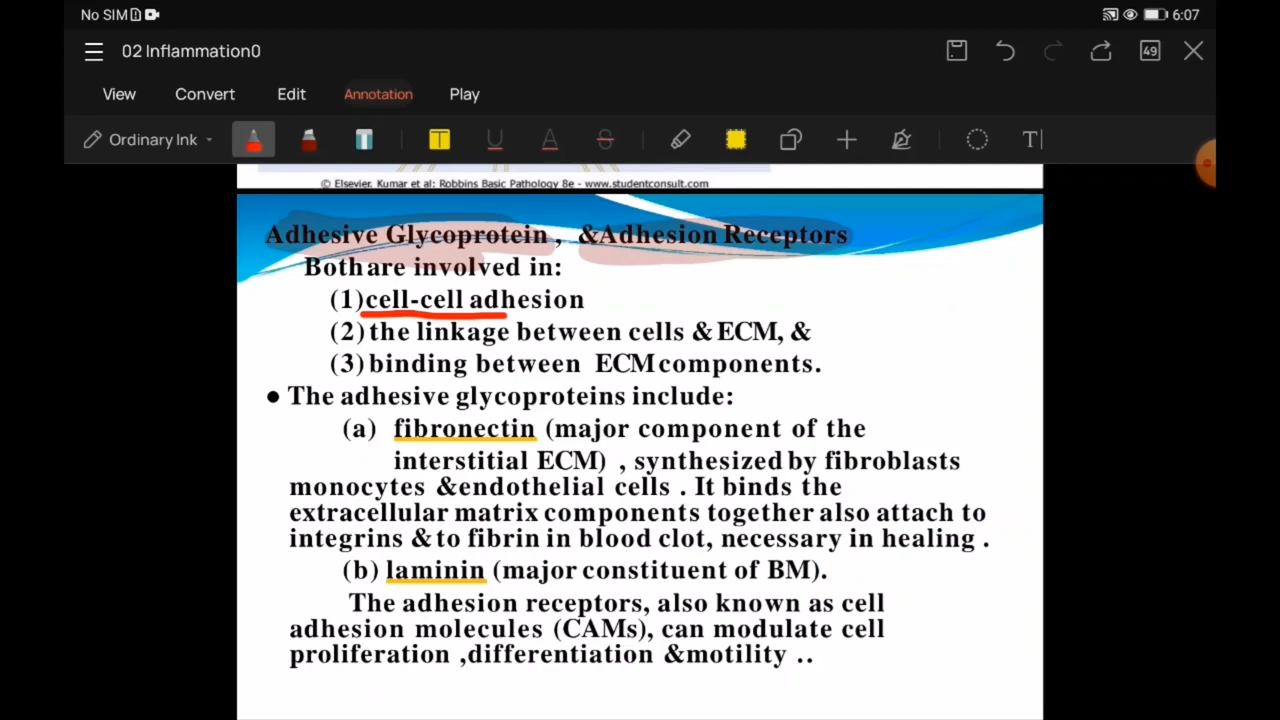 No SIM 6:07
02 Inflammation0 49
View Convert Edit Annotation Play
Ordinary Ink T U A S T
© Elsevier. Kumar et al: Robbins Basic Pathology 8e - www.studentconsult.com
Adhesive Glycoprotein , &Adhesion Receptors
Both are involved in:
(1) cell-cell adhesion
(2) the linkage between cells & ECM, &
(3) binding between ECM components.
• The adhesive glycoproteins include:
(a) fibronectin (major component of the
interstitial ECM) , synthesized by fibroblasts
monocytes &endothelial cells . It binds the
extracellular matrix components together also attach to
integrins & to fibrin in blood clot, necessary in healing .
(b) laminin (major constituent of BM).
The adhesion receptors, also known as cell
adhesion molecules (CAMs), can modulate cell
proliferation ,differentiation &motility ..